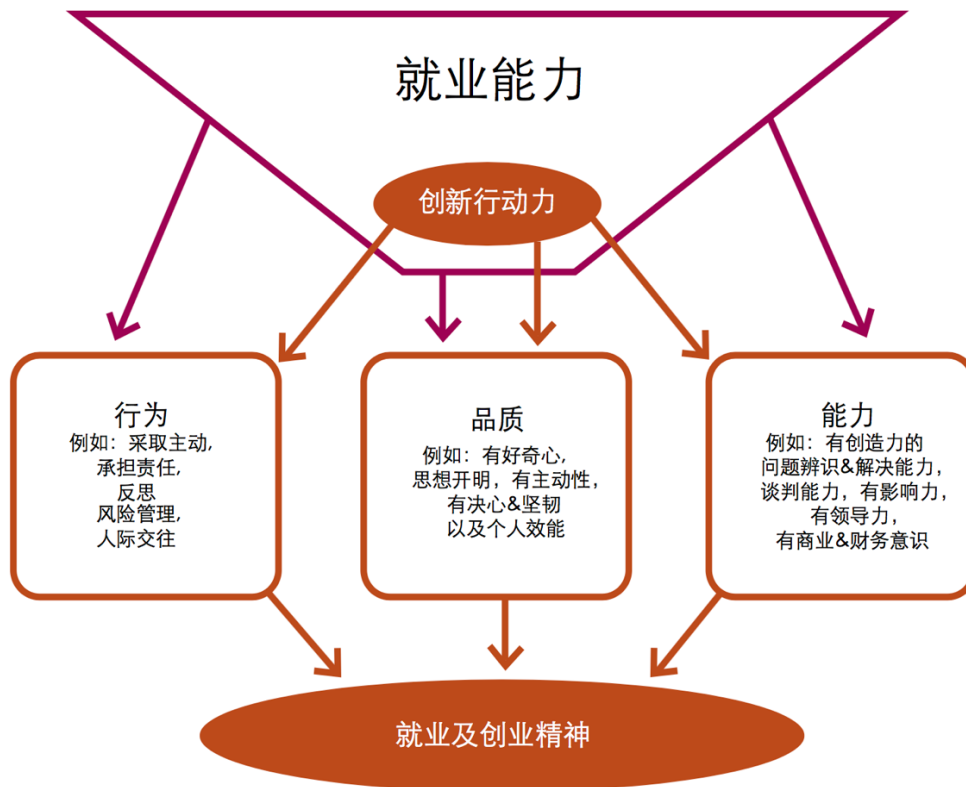 就业能力
创新行动力
行为
例如：采取主动,
承担责任,
反思
风险管理,
人际交往
品质
例如：有好奇心,
思想开明，有主动性,
有决心&坚韧
以及个人效能
能力
例如：有创造力的
问题辨识&解决能力,
谈判能力，有影响力,
有领导力,
有商业&财务意识
就业及创业精神